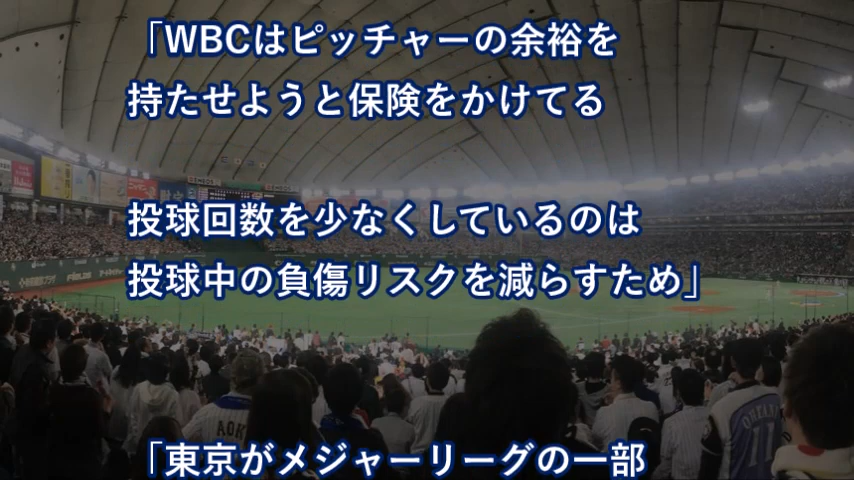 「WBCはピッチャーの余裕を
持たせようと保険をかけてる
投球回数を少なくしているのは
投球中の負傷リスクを減らすため」
「東京がメジャーリーグの一部
AOK
OHTANI
11